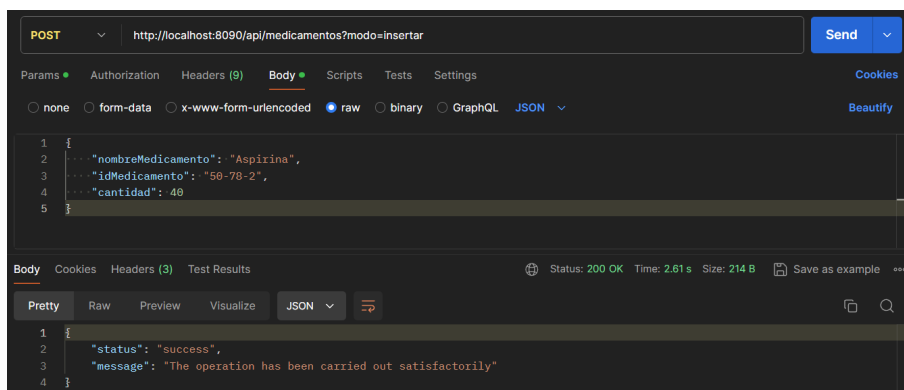 POST http://localhost:8090/api/medicamentos?modo=insertar Send
Params Authorization Headers (9) Body Scripts Tests Settings Cookies
none form-data x-www-form-urlencoded raw binary GraphQL JSON Beautify
1 {
2 "nombreMedicamento": "Aspirina",
3 "idMedicamento": "50-78-2",
4 "cantidad": 40
5 }
Body Cookies Headers (3) Test Results Status: 200 OK Time: 2.61 s Size: 214 B Save as example
Pretty Raw Preview Visualize JSON
1 {
2 "status": "success",
3 "message": "The operation has been carried out satisfactorily"
4 }